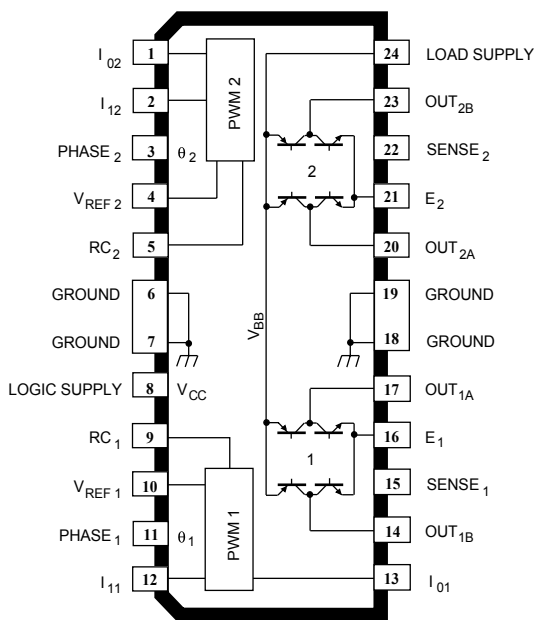 I02 1 24 LOAD SUPPLY
I12 2 PWM 2 23 OUT2B
PHASE2 3 θ2 22 SENSE2
2
VREF 2 4 21 E2
RC2 5 20 OUT2A
GROUND 6 19 GROUND
VBB
GROUND 7 18 GROUND
LOGIC SUPPLY 8 VCC 17 OUT1A
RC1 9 16 E1
1
VREF 1 10 15 SENSE1
PHASE1 11 θ1 PWM 1 14 OUT1B
I11 12 13 I01